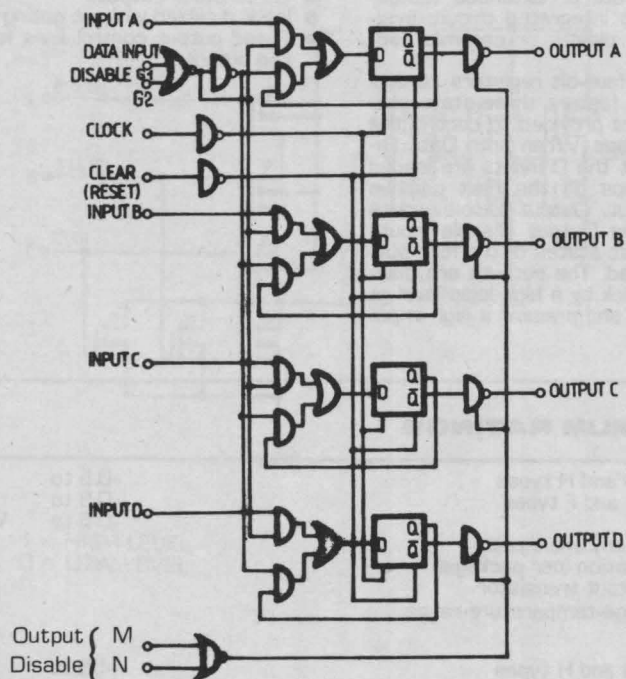 INPUT A
DATA INPUT
DISABLE G1
G2
CLOCK
CLEAR
(RESET)
INPUT B
INPUT C
INPUT D
Output { M
Disable { N
Q
Q̅
OUTPUT A
D
Q
Q̅
OUTPUT B
D
Q
Q̅
OUTPUT C
D
Q
Q̅
OUTPUT D
D